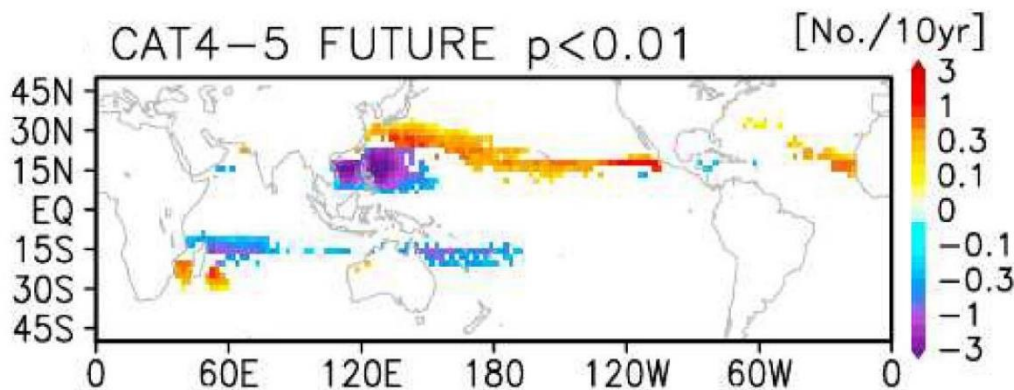 CAT4-5 FUTURE p<0.01
[No./10yr]
45N
30N
15N
EQ
15S
30S
45S
0 60E 120E 180 120W 60W 0
3
1
0.3
0.1
0
-0.1
-0.3
-1
-3